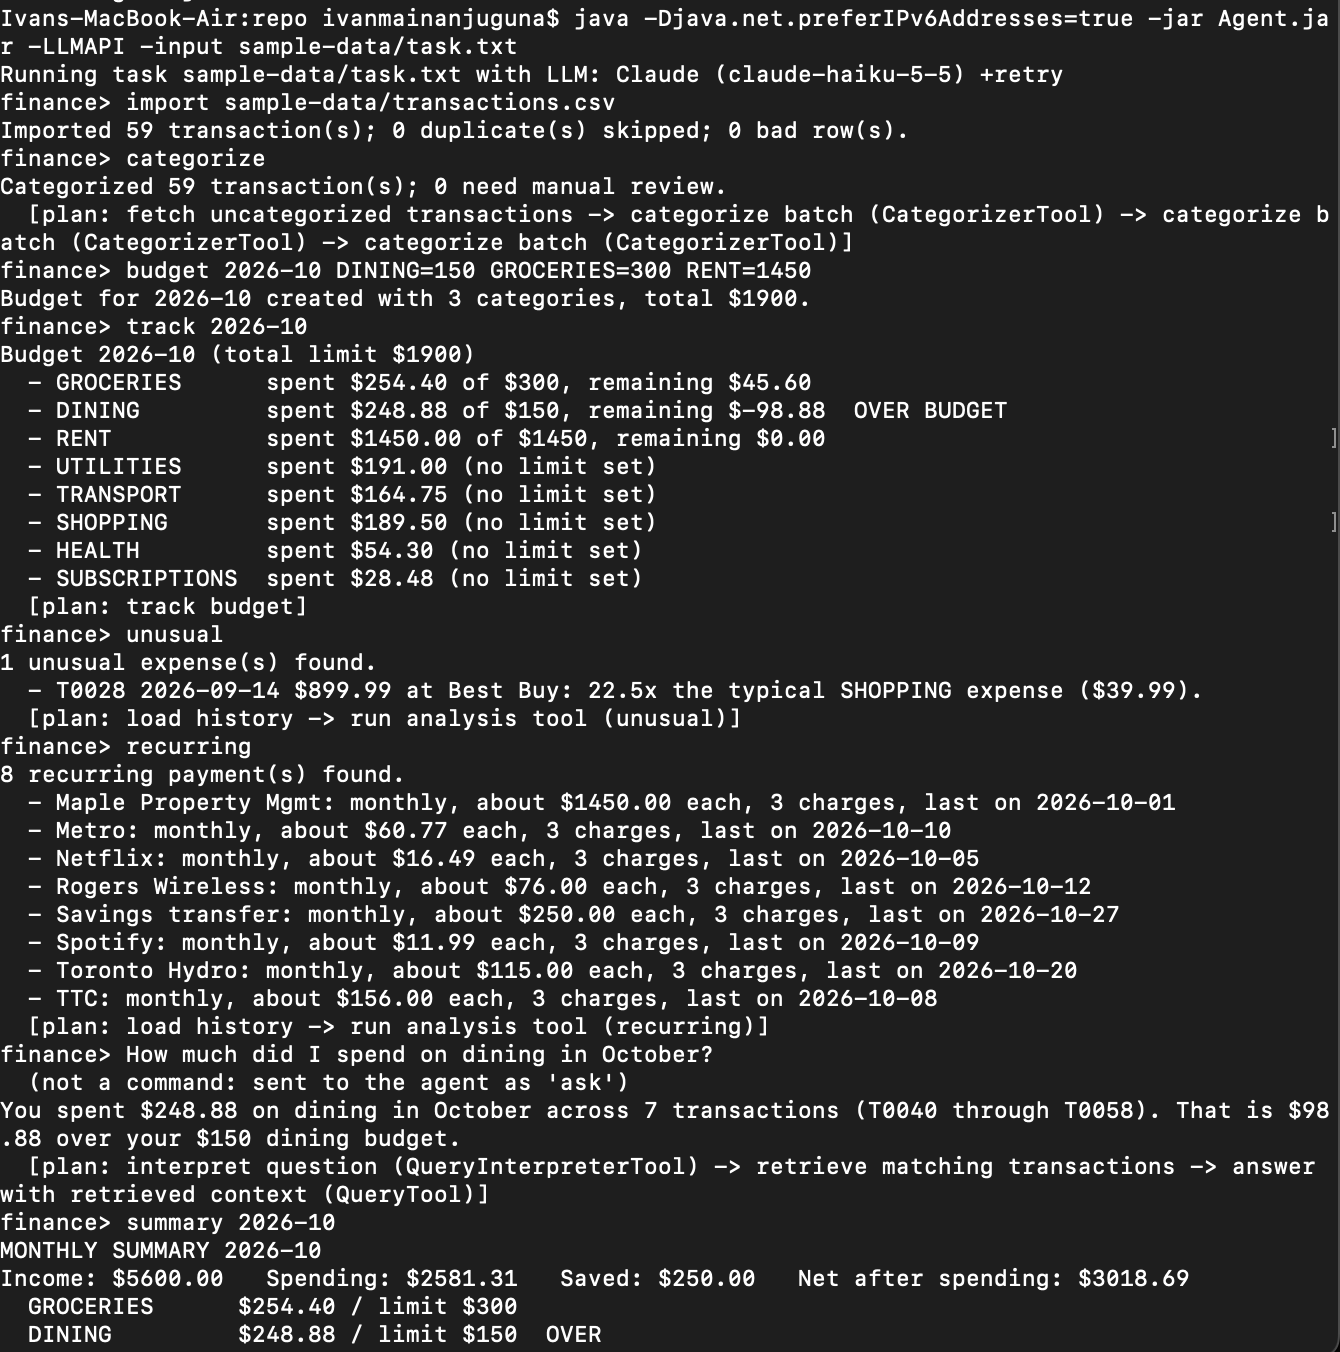 Ivans-MacBook-Air:repo ivanmainanjuguna$ java -Djava.net.preferIPv6Addresses=true -jar Agent.ja
r -LLMAPI -input sample-data/task.txt
Running task sample-data/task.txt with LLM: Claude (claude-haiku-5-5) +retry
finance> import sample-data/transactions.csv
Imported 59 transaction(s); 0 duplicate(s) skipped; 0 bad row(s).
finance> categorize
Categorized 59 transaction(s); 0 need manual review.
  [plan: fetch uncategorized transactions -> categorize batch (CategorizerTool) -> categorize b
atch (CategorizerTool) -> categorize batch (CategorizerTool)]
finance> budget 2026-10 DINING=150 GROCERIES=300 RENT=1450
Budget for 2026-10 created with 3 categories, total $1900.
finance> track 2026-10
Budget 2026-10 (total limit $1900)
  - GROCERIES      spent $254.40 of $300, remaining $45.60
  - DINING         spent $248.88 of $150, remaining $-98.88  OVER BUDGET
  - RENT           spent $1450.00 of $1450, remaining $0.00                                    ]
  - UTILITIES      spent $191.00 (no limit set)
  - TRANSPORT      spent $164.75 (no limit set)
  - SHOPPING       spent $189.50 (no limit set)                                                ]
  - HEALTH         spent $54.30 (no limit set)
  - SUBSCRIPTIONS  spent $28.48 (no limit set)
  [plan: track budget]
finance> unusual
1 unusual expense(s) found.
  - T0028 2026-09-14 $899.99 at Best Buy: 22.5x the typical SHOPPING expense ($39.99).
  [plan: load history -> run analysis tool (unusual)]
finance> recurring
8 recurring payment(s) found.
  - Maple Property Mgmt: monthly, about $1450.00 each, 3 charges, last on 2026-10-01
  - Metro: monthly, about $60.77 each, 3 charges, last on 2026-10-10
  - Netflix: monthly, about $16.49 each, 3 charges, last on 2026-10-05
  - Rogers Wireless: monthly, about $76.00 each, 3 charges, last on 2026-10-12
  - Savings transfer: monthly, about $250.00 each, 3 charges, last on 2026-10-27
  - Spotify: monthly, about $11.99 each, 3 charges, last on 2026-10-09
  - Toronto Hydro: monthly, about $115.00 each, 3 charges, last on 2026-10-20
  - TTC: monthly, about $156.00 each, 3 charges, last on 2026-10-08
  [plan: load history -> run analysis tool (recurring)]
finance> How much did I spend on dining in October?
  (not a command: sent to the agent as 'ask')
You spent $248.88 on dining in October across 7 transactions (T0040 through T0058). That is $98
.88 over your $150 dining budget.
  [plan: interpret question (QueryInterpreterTool) -> retrieve matching transactions -> answer
with retrieved context (QueryTool)]
finance> summary 2026-10
MONTHLY SUMMARY 2026-10
Income: $5600.00   Spending: $2581.31   Saved: $250.00   Net after spending: $3018.69
  GROCERIES      $254.40 / limit $300
  DINING         $248.88 / limit $150  OVER